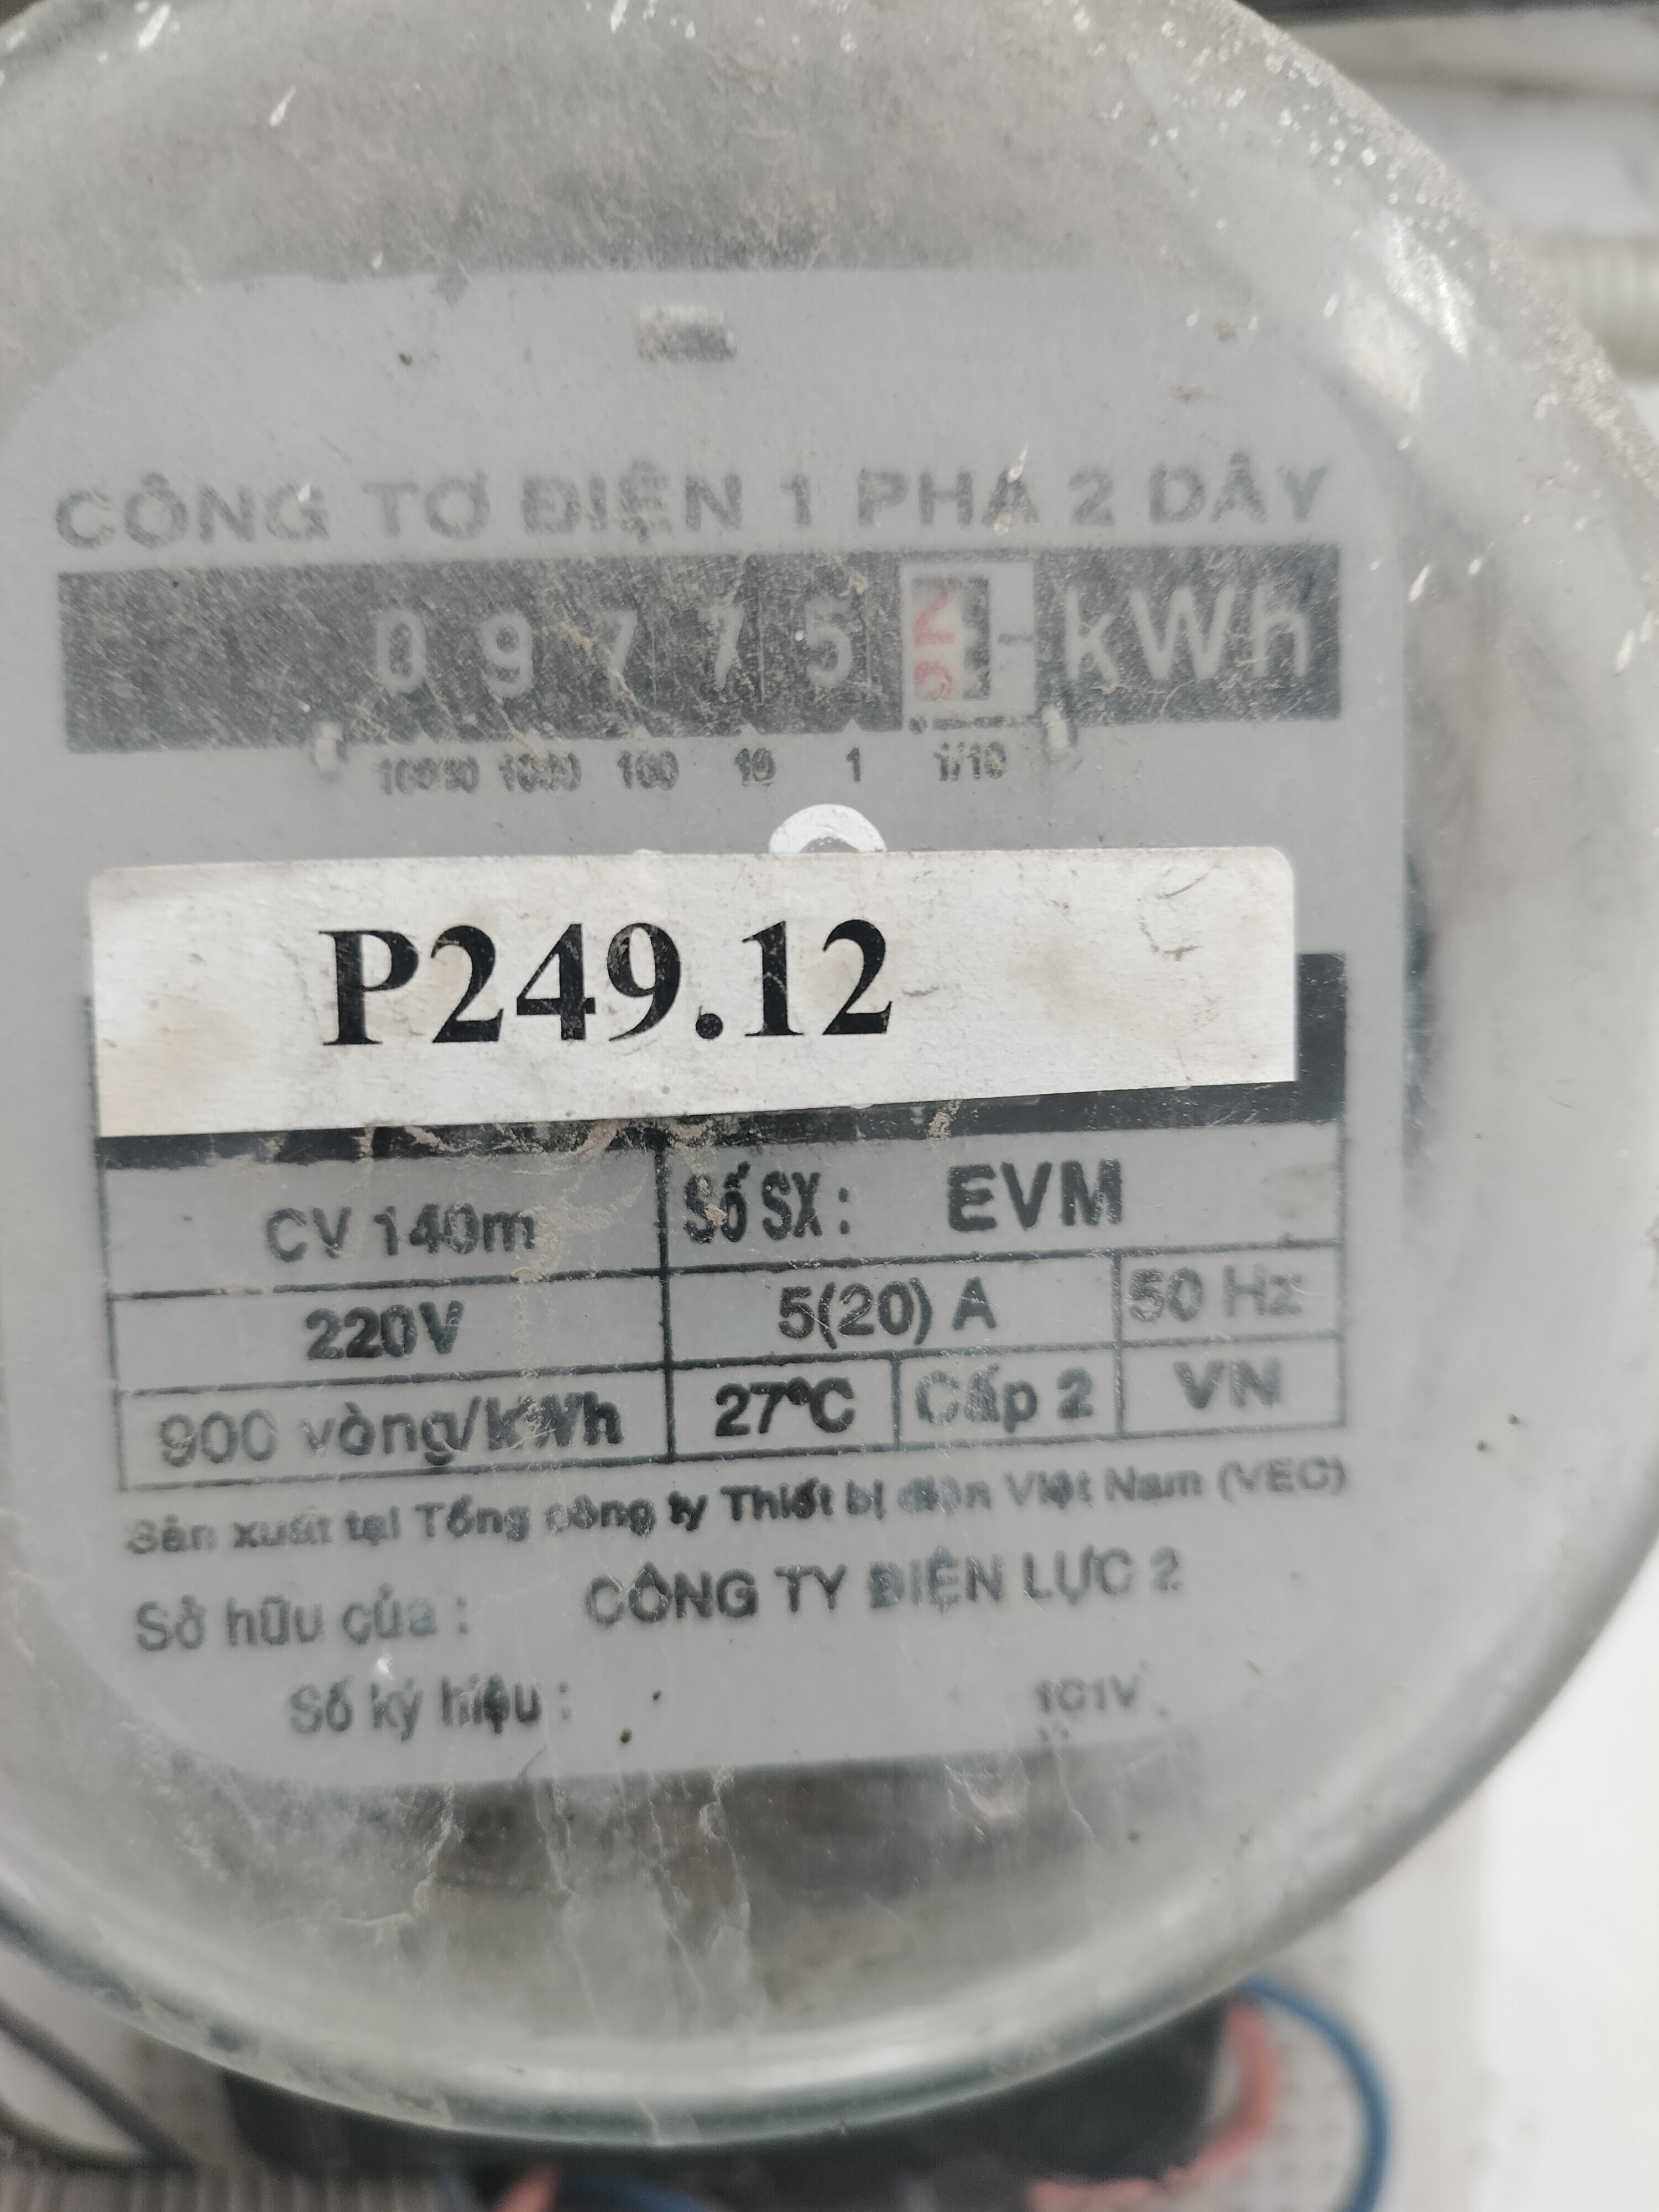 CÔNG TƠ ĐIỆN 1 PHA 2 DÂY
0 9 7 7 5 2 3 kWh
10000 1000 100 10 1 1/10
P249.12
CV 140m Số SX : EVM
220V 5(20) A 50 Hz
900 vòng/kWh 27°C Cấp 2 VN
Sản xuất tại Tổng công ty Thiết bị điện Việt Nam (VEC)
Sở hữu của : CÔNG TY ĐIỆN LỰC 2
Số ký hiệu : 1C1V